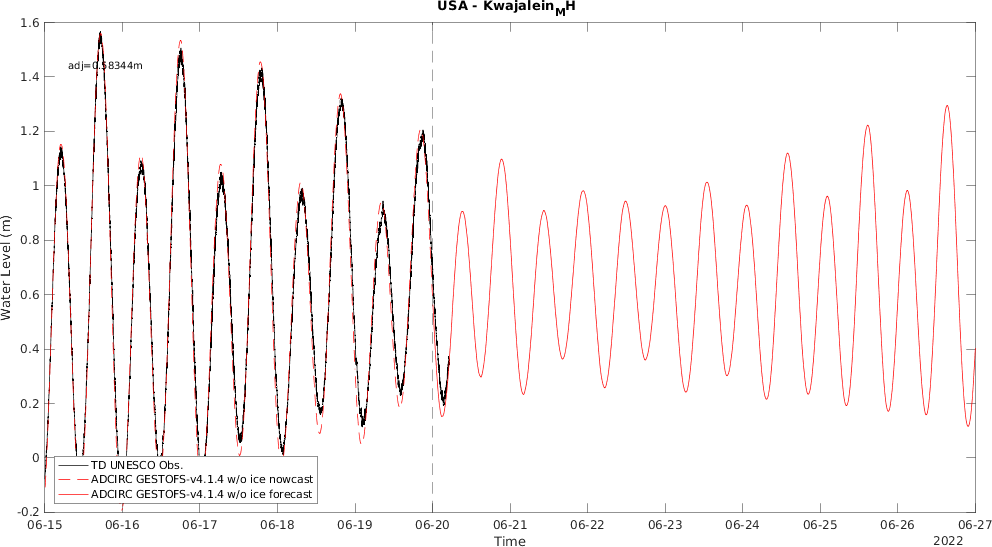 USA - Kwajalein_MH
adj=0.58344m
1.6
1.4
1.2
1
0.8
0.6
0.4
0.2
0
-0.2
Water Level (m)
TD UNESCO Obs.
ADCIRC GESTOFS-v4.1.4 w/o ice nowcast
ADCIRC GESTOFS-v4.1.4 w/o ice forecast
06-15 06-16 06-17 06-18 06-19 06-20 06-21 06-22 06-23 06-24 06-25 06-26 06-27
Time
2022